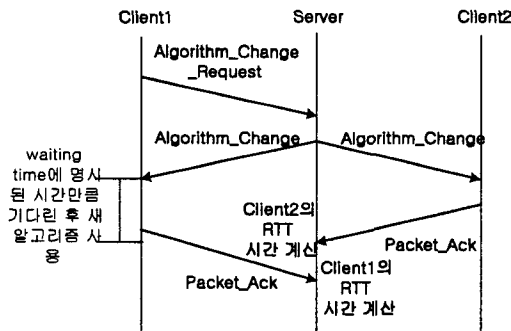 Client1
Server
Client2
Algorithm_Change
_Request
Algorithm_Change
Algorithm_Change
waiting
time에 명시
된 시간만큼
기다린 후 새
알고리즘 사
용
Client2의
RTT
시간 계산
Packet_Ack
Packet_Ack
Client1의
RTT
시간 계산